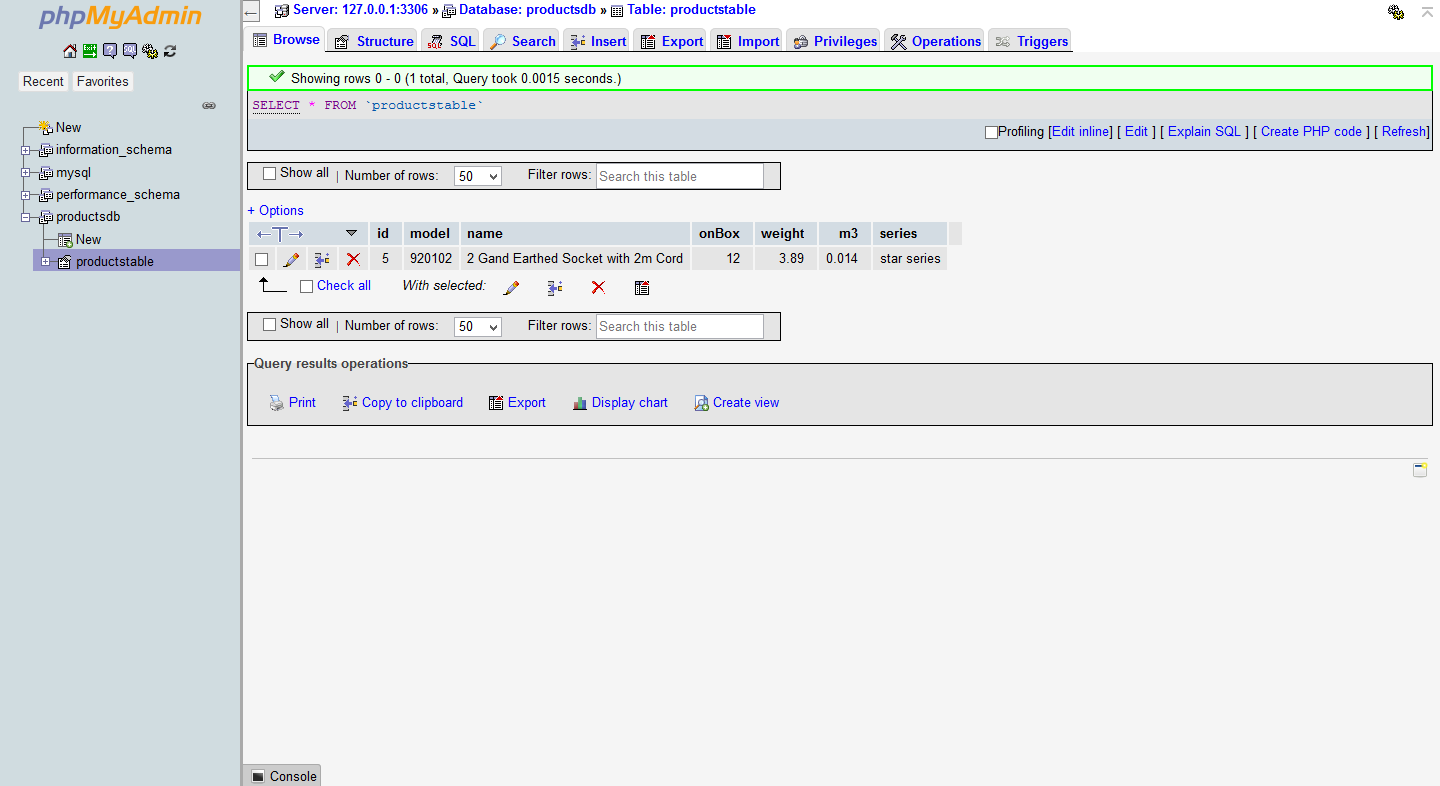 phpMyAdmin
Recent Favorites
New
information_schema
mysql
performance_schema
productsdb
New
productstable
Server: 127.0.0.1:3306 » Database: productsdb » Table: productstable
Browse Structure SQL Search Insert Export Import Privileges Operations Triggers
Showing rows 0 - 0 (1 total, Query took 0.0015 seconds.)
SELECT * FROM `productstable`
Profiling [Edit inline] [ Edit ] [ Explain SQL ] [ Create PHP code ] [ Refresh]
Show all | Number of rows: 50 Filter rows: Search this table
+ Options
id model name onBox weight m3 series
5 920102 2 Gand Earthed Socket with 2m Cord 12 3.89 0.014 star series
Check all With selected:
Show all | Number of rows: 50 Filter rows: Search this table
Query results operations
Print Copy to clipboard Export Display chart Create view
Console